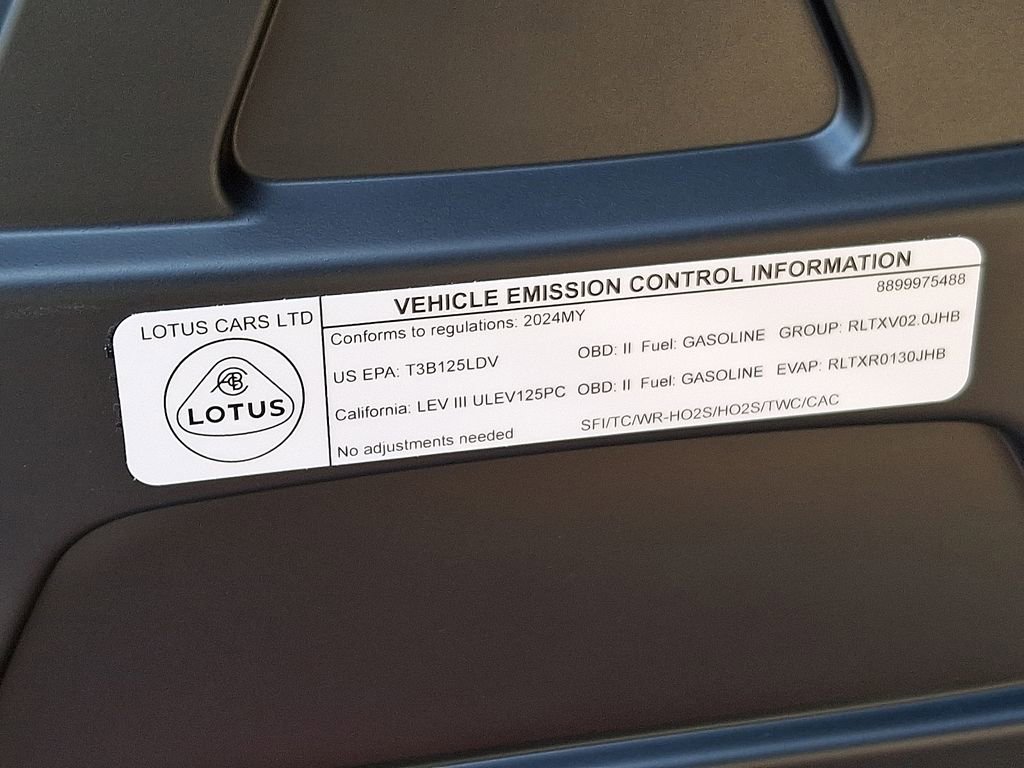 LOTUS CARS LTD
ACBC
LOTUS
VEHICLE EMISSION CONTROL INFORMATION
8899975488
Conforms to regulations: 2024MY
US EPA: T3B125LDV OBD: II Fuel: GASOLINE GROUP: RLTXV02.0JHB
California: LEV III ULEV125PC OBD: II Fuel: GASOLINE EVAP: RLTXR0130JHB
No adjustments needed SFI/TC/WR-HO2S/HO2S/TWC/CAC